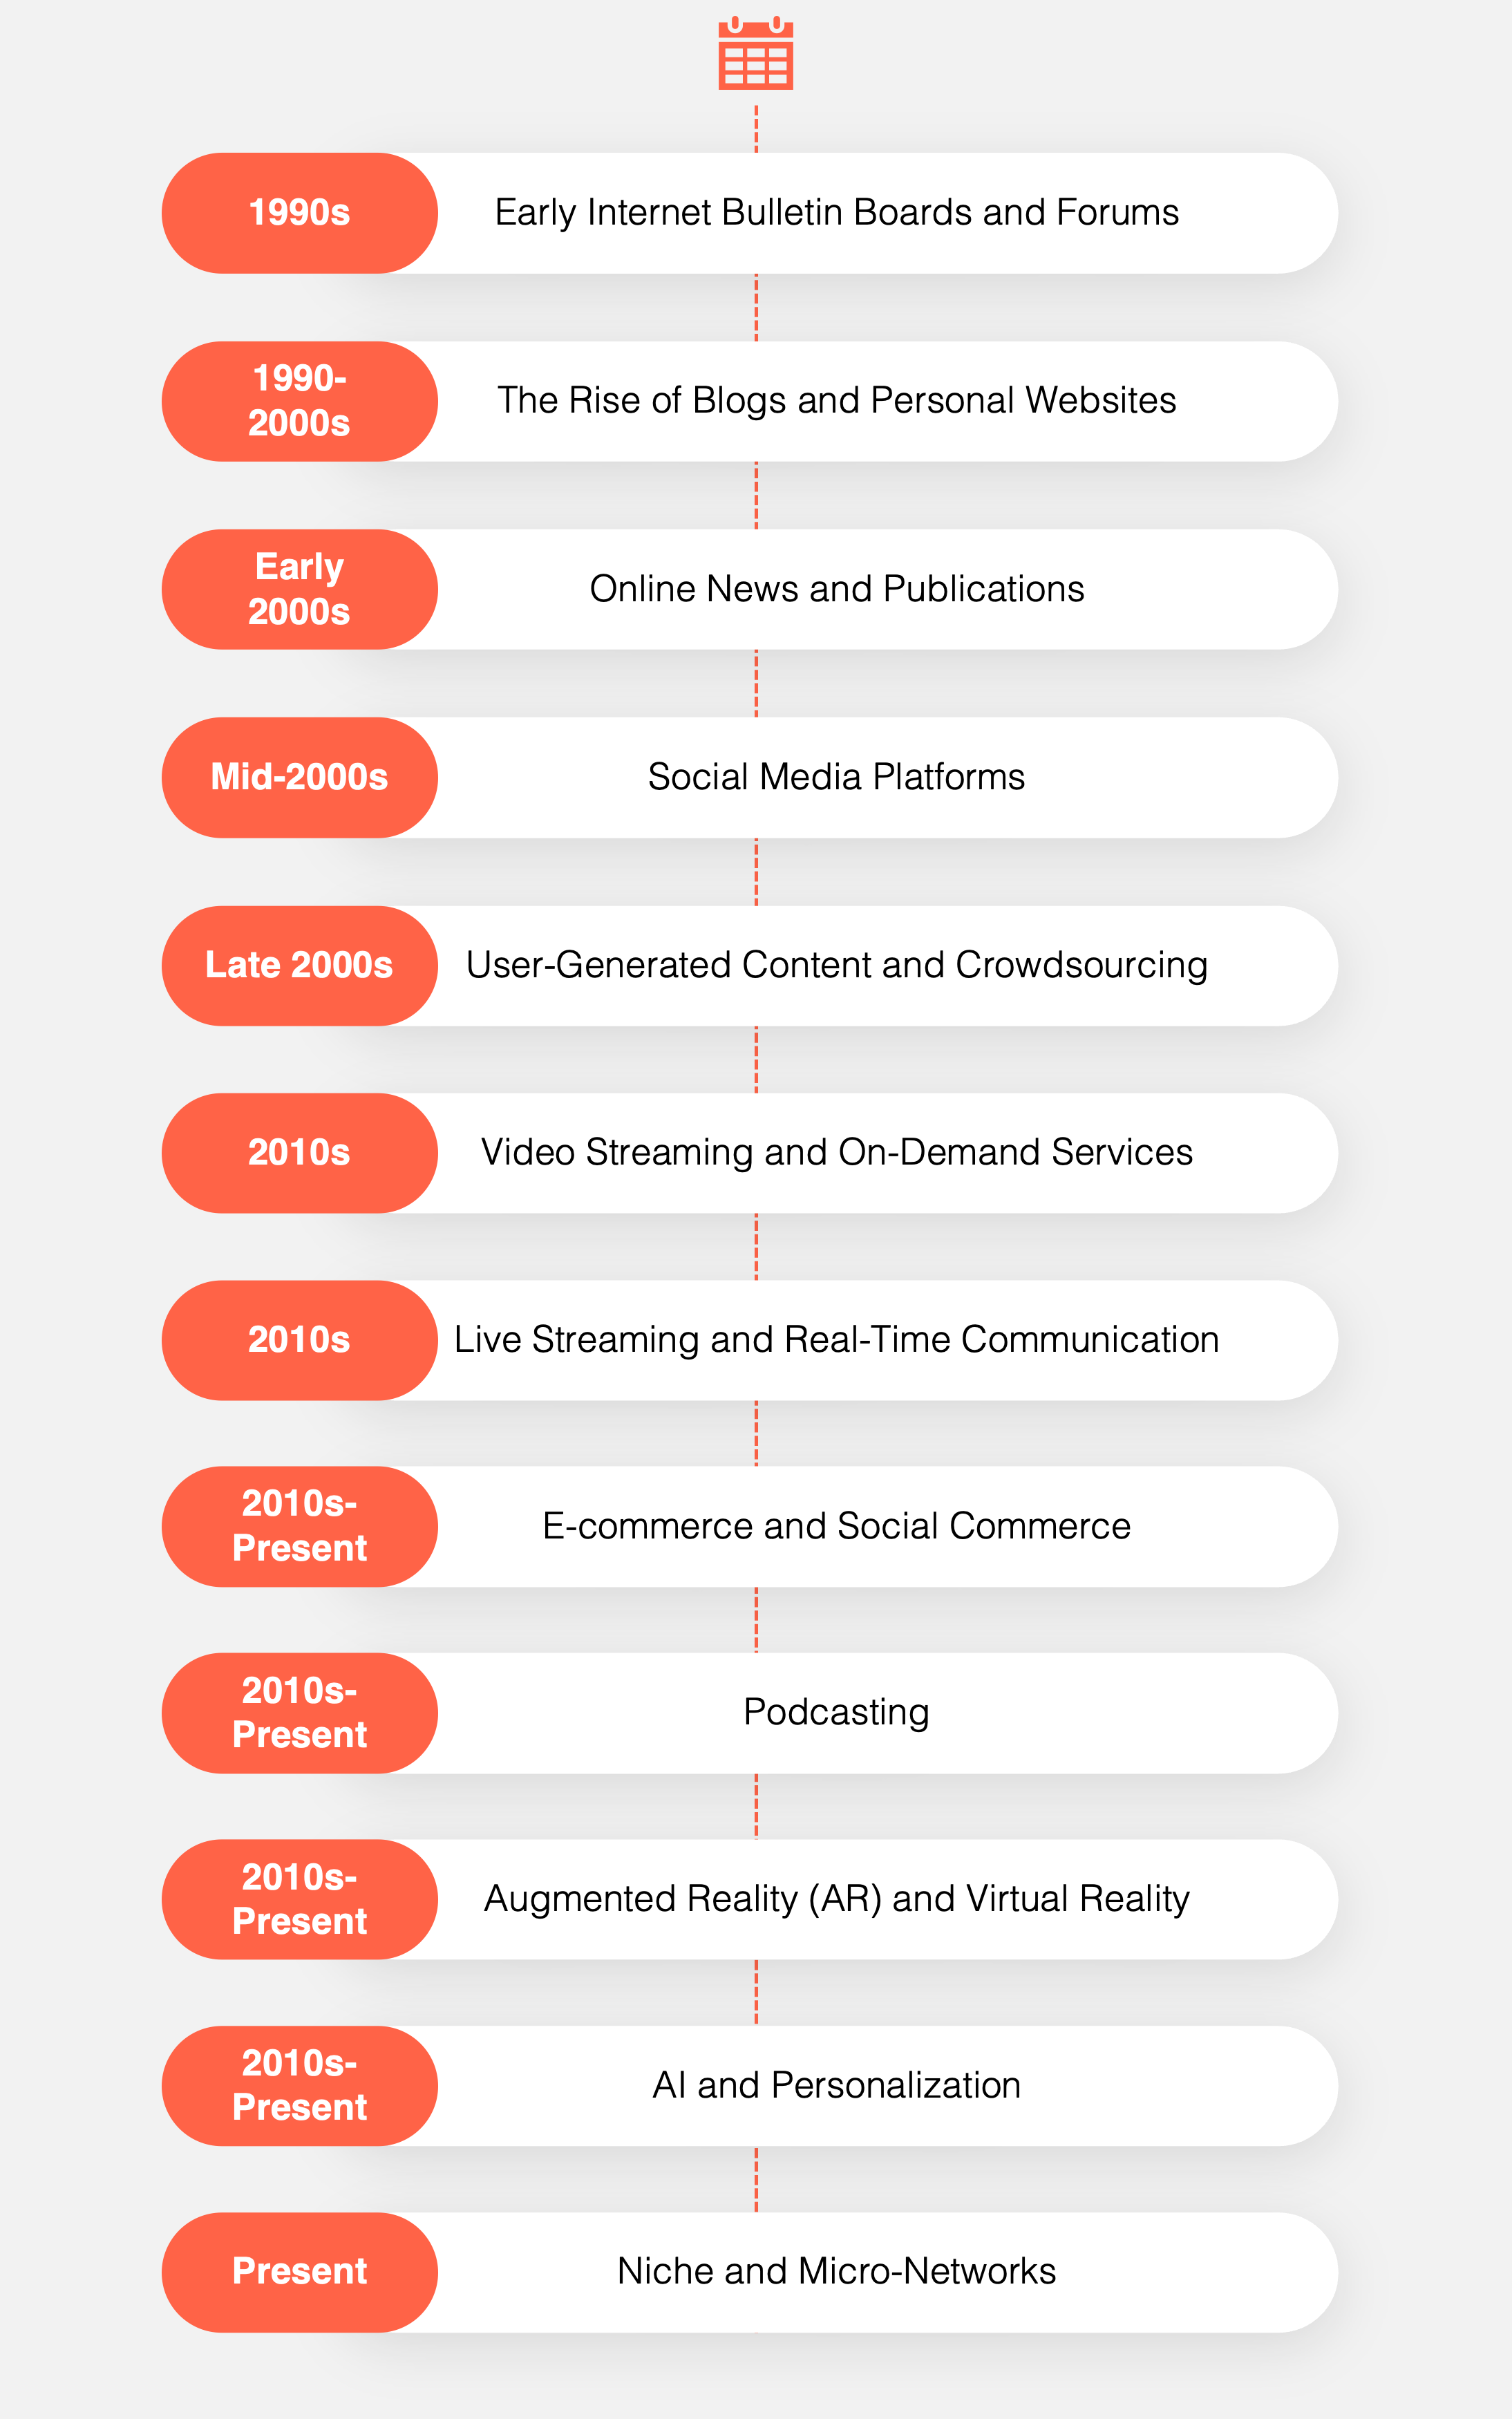 1990s
Early Internet Bulletin Boards and Forums
1990-
2000s
The Rise of Blogs and Personal Websites
Early
2000s
Online News and Publications
Mid-2000s
Social Media Platforms
Late 2000s
User-Generated Content and Crowdsourcing
2010s
Video Streaming and On-Demand Services
2010s
Live Streaming and Real-Time Communication
2010s-
Present
E-commerce and Social Commerce
2010s-
Present
Podcasting
2010s-
Present
Augmented Reality (AR) and Virtual Reality
2010s-
Present
AI and Personalization
Present
Niche and Micro-Networks